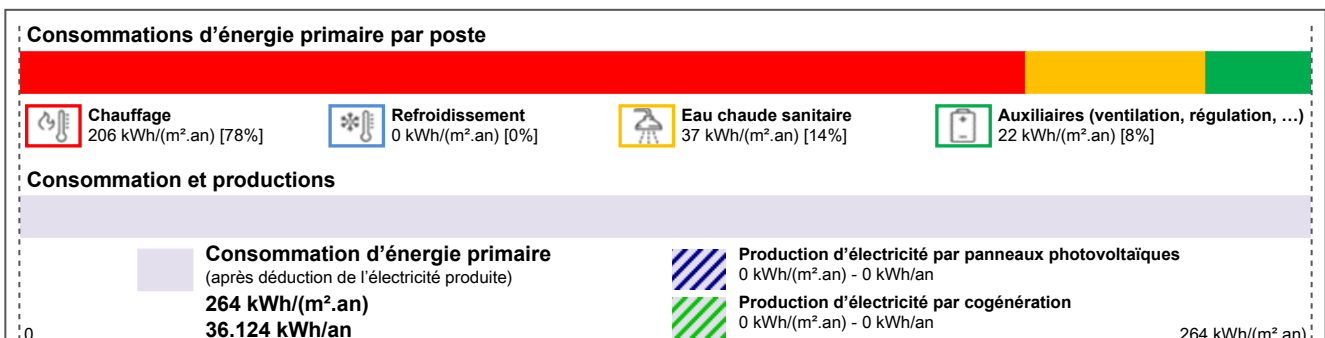 Consommations d’énergie primaire par poste
Chauffage
206 kWh/(m².an) [78%]
Refroidissement
0 kWh/(m².an) [0%]
Eau chaude sanitaire
37 kWh/(m².an) [14%]
Auxiliaires (ventilation, régulation, …)
22 kWh/(m².an) [8%]
Consommation et productions
Consommation d’énergie primaire
(après déduction de l’électricité produite)
264 kWh/(m².an)
36.124 kWh/an
Production d’électricité par panneaux photovoltaïques
0 kWh/(m².an) - 0 kWh/an
Production d’électricité par cogénération
0 kWh/(m².an) - 0 kWh/an
0
264 kWh/(m².an)